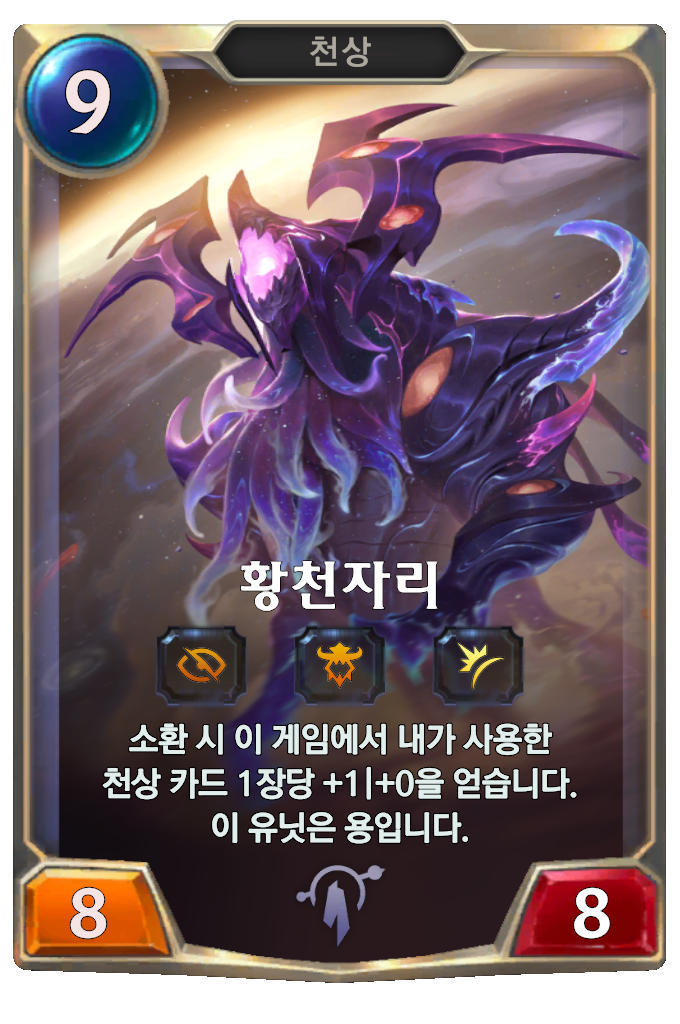 천상
9
황천자리
소환 시 이 게임에서 내가 사용한
천상 카드 1장당 +1|+0을 얻습니다.
이 유닛은 용입니다.
8
8